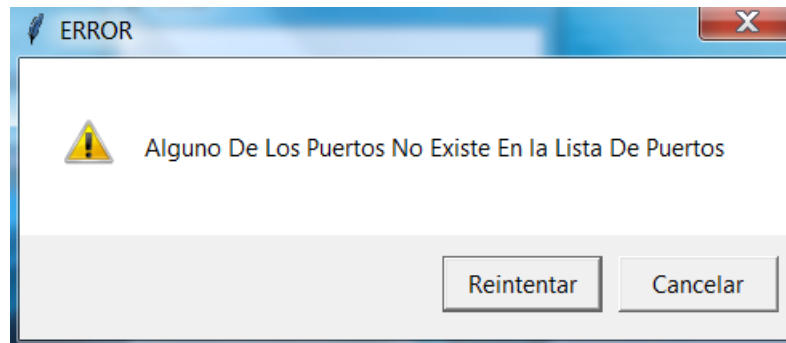 ERROR
Alguno De Los Puertos No Existe En la Lista De Puertos
Reintentar
Cancelar